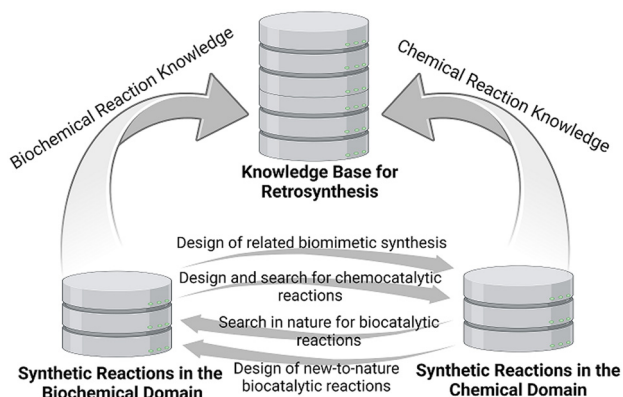 Biochemical Reaction Knowledge
Chemical Reaction Knowledge
Knowledge Base for
Retrosynthesis
Design of related biomimetic synthesis
Design and search for chemocatalytic
reactions
Search in nature for biocatalytic
reactions
Design of new-to-nature
biocatalytic reactions
Synthetic Reactions in the
Biochemical Domain
Synthetic Reactions in the
Chemical Domain